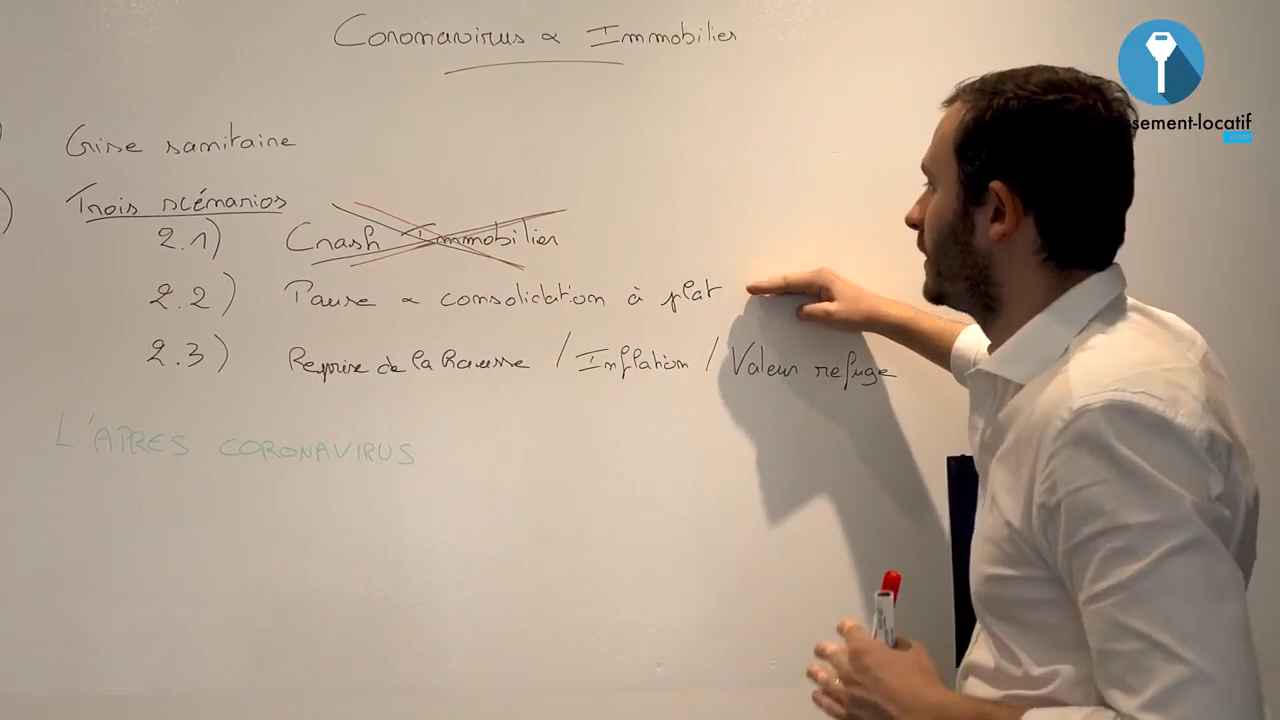 Coronavirus & Immobilier
sement-locatif
) Crise sanitaire
) Trois scénarios
2.1) Crash Immobilier
2.2) Pause & consolidation à plat
2.3) Reprise de la hausse / Inflation / Valeur refuge
L'APRES CORONAVIRUS